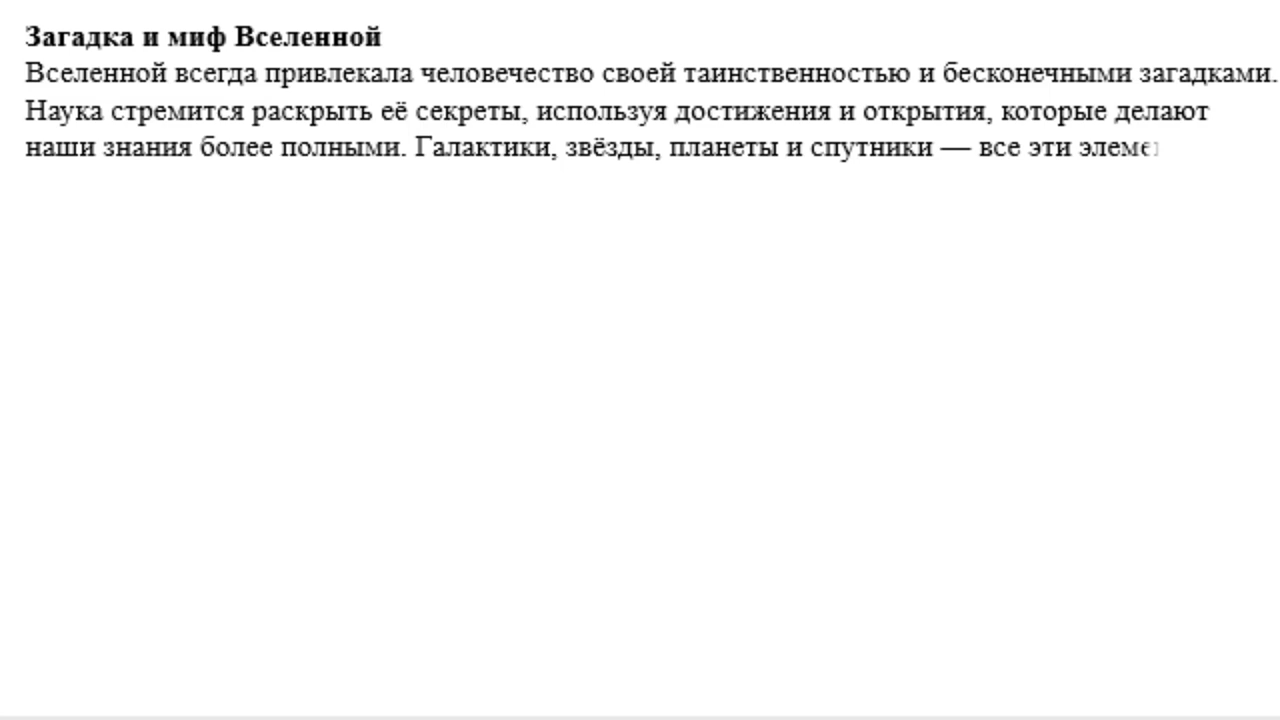 Загадка и миф Вселенной
Вселенной всегда привлекала человечество своей таинственностью и бесконечными загадками.
Наука стремится раскрыть её секреты, используя достижения и открытия, которые делают
наши знания более полными. Галактики, звёзды, планеты и спутники — все эти